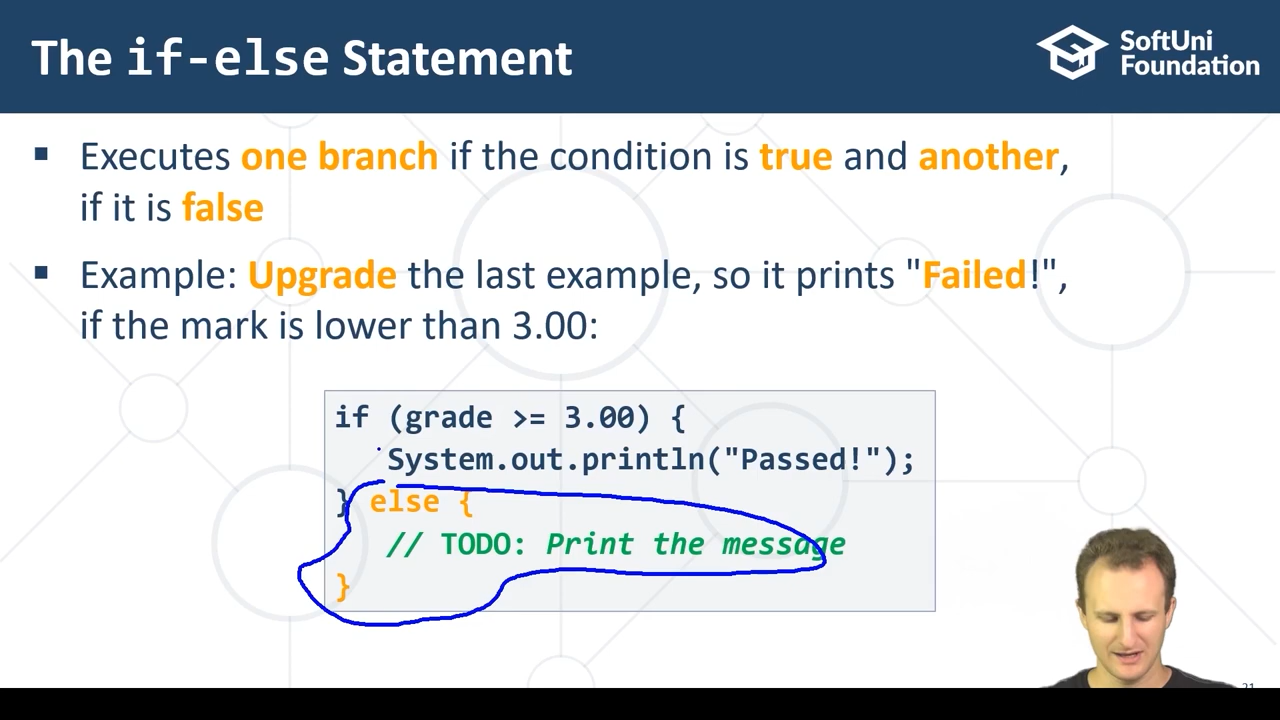 The if-else Statement
SoftUni
Foundation
▪ Executes one branch if the condition is true and another,
if it is false
▪ Example: Upgrade the last example, so it prints "Failed!",
if the mark is lower than 3.00:
if (grade >= 3.00) {
System.out.println("Passed!");
} else {
// TODO: Print the message
}
21